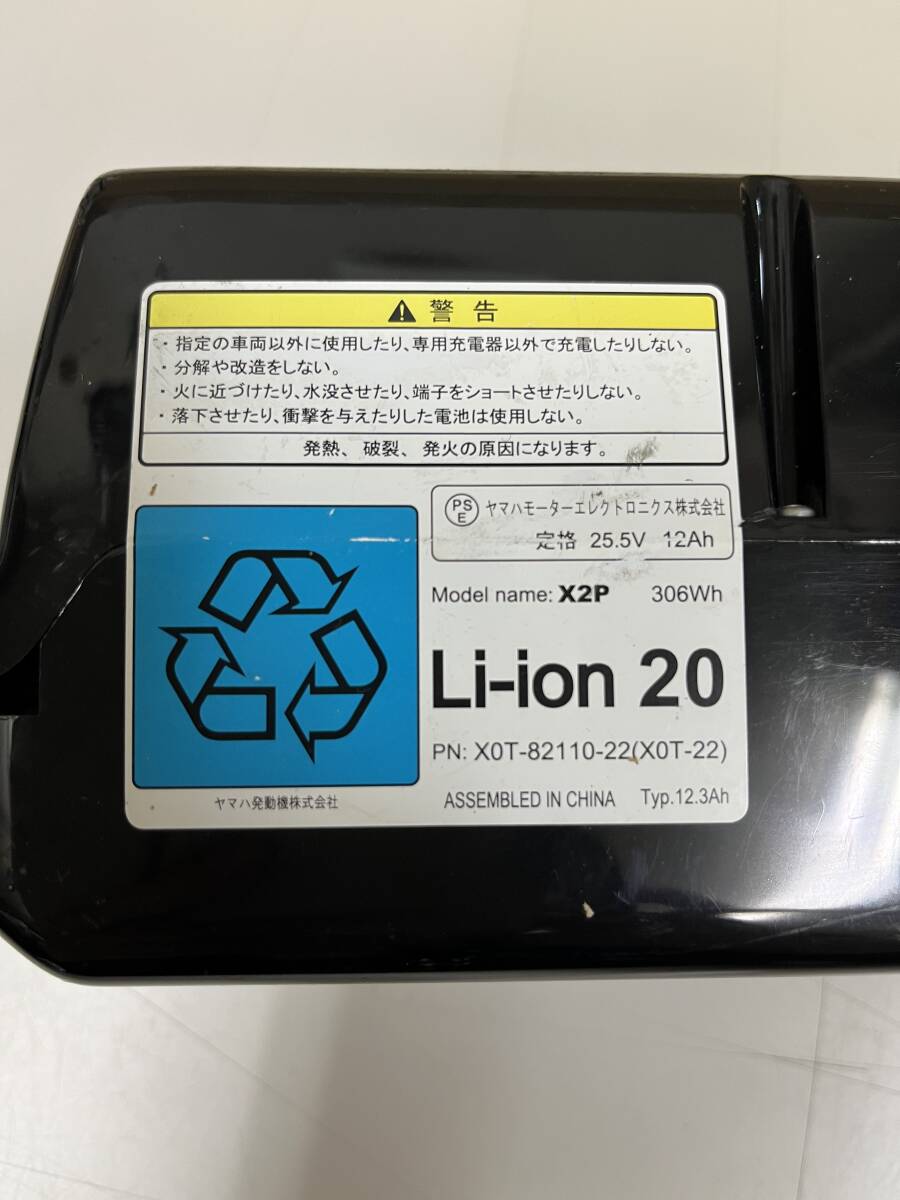 警告
・指定の車両以外に使用したり、専用充電器以外で充電したりしない。
・分解や改造をしない。
・火に近づけたり、水没させたり、端子をショートさせたりしない。
・落下させたり、衝撃を与えたりした電池は使用しない。
発熱、破裂、発火の原因になります。
PS
E
ヤマハモーターエレクトロニクス株式会社
定格 25.5V 12Ah
Model name: X2P 306Wh
Li-ion 20
PN: X0T-82110-22(X0T-22)
ヤマハ発動機株式会社
ASSEMBLED IN CHINA Typ.12.3Ah